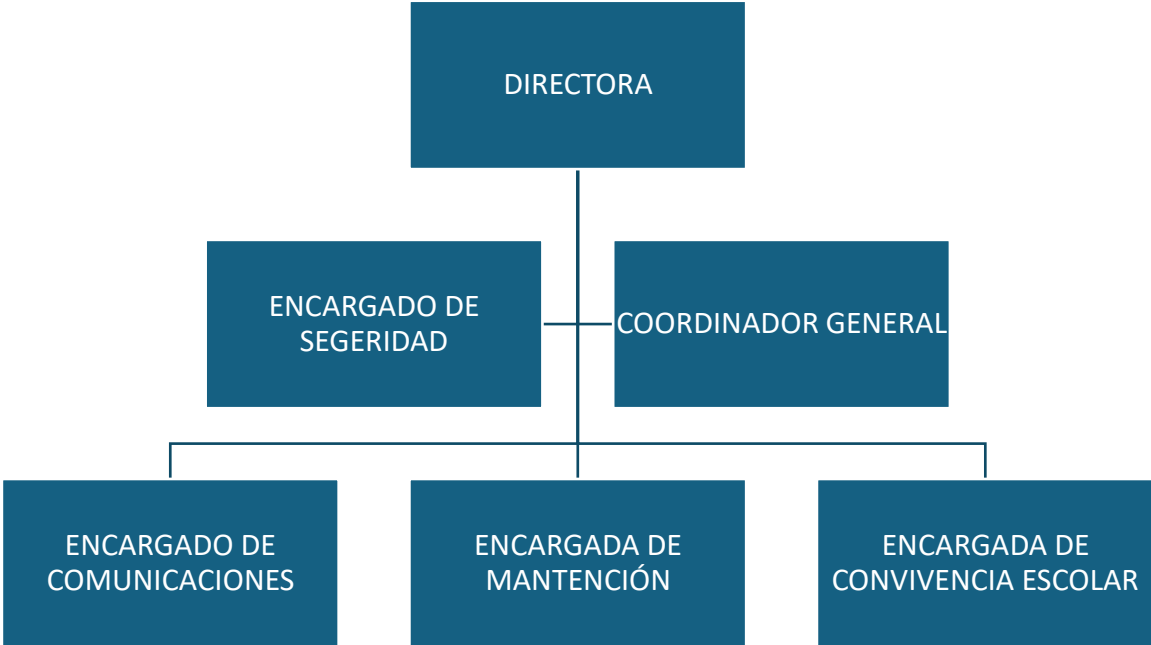 DIRECTORA
ENCARGADO DE
SEGERIDAD
COORDINADOR GENERAL
ENCARGADO DE
COMUNICACIONES
ENCARGADA DE
MANTENCIÓN
ENCARGADA DE
CONVIVENCIA ESCOLAR